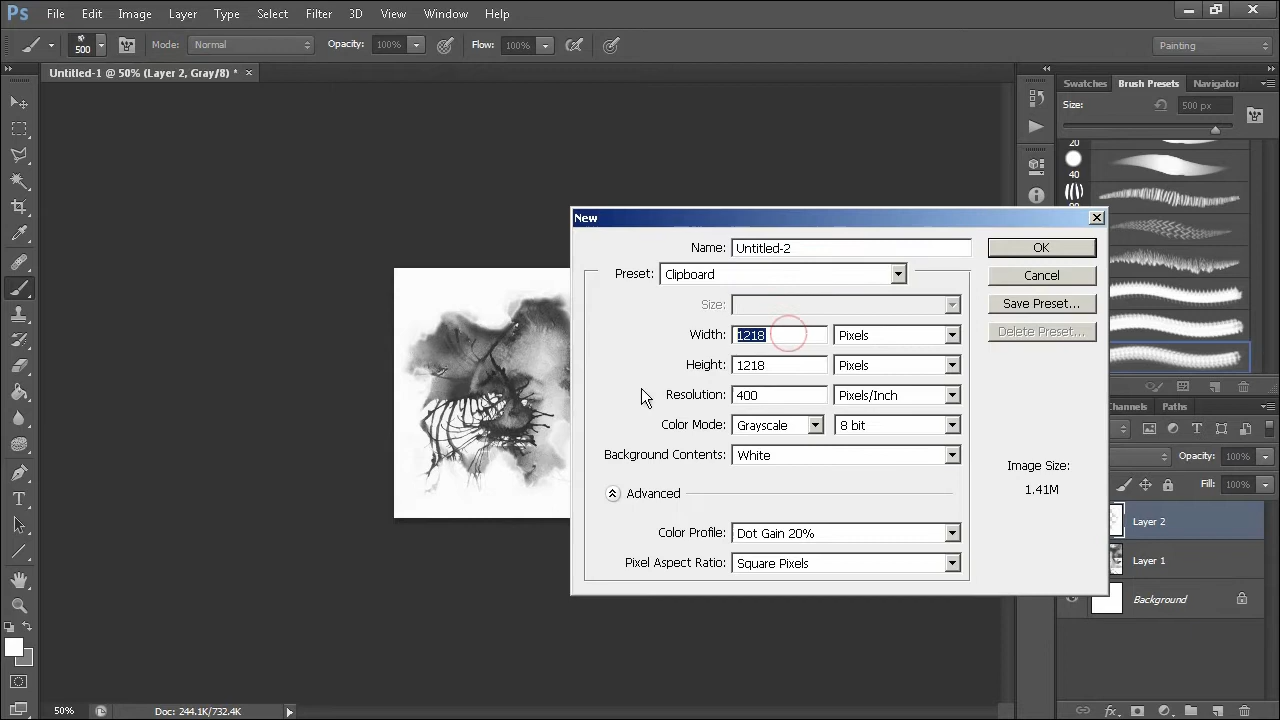 Ps File Edit Image Layer Type Select Filter 3D View Window Help
500 Mode: Normal Opacity: 100% Flow: 100% Painting
Untitled-1 @ 50% (Layer 2, Gray/8) * ×
Swatches Brush Presets Navigator
Size: 500 px
20
40
New
Name: Untitled-2
OK
Preset: Clipboard
Cancel
Size:
Save Preset...
Width: 1218 Pixels
Delete Preset...
Height: 1218 Pixels
Resolution: 400 Pixels/Inch
Color Mode: Grayscale 8 bit
Background Contents: White
Image Size:
1.41M
Advanced
Color Profile: Dot Gain 20%
Pixel Aspect Ratio: Square Pixels
hannels Paths
Opacity: 100%
Fill: 100%
Layer 2
Layer 1
Background
50% Doc: 244.1K/732.4K